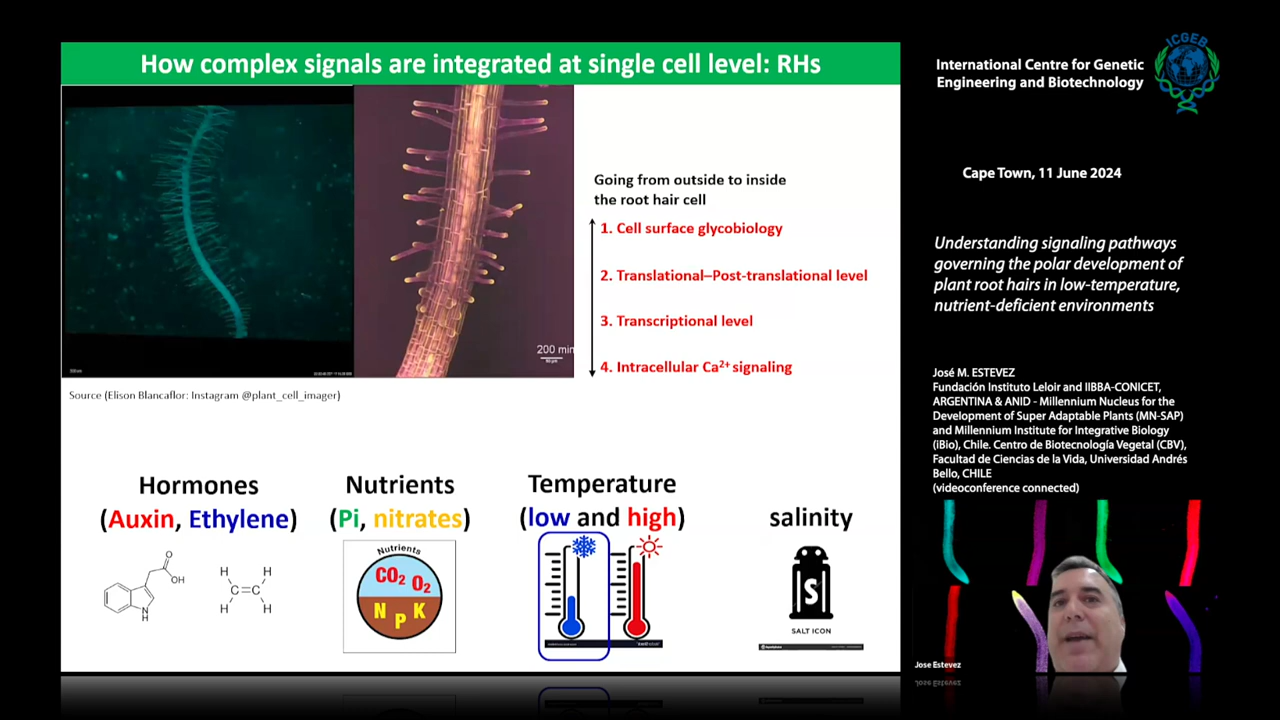 How complex signals are integrated at single cell level: RHs
200 min
Going from outside to inside
the root hair cell
1. Cell surface glycobiology
2. Translational–Post-translational level
3. Transcriptional level
4. Intracellular Ca2+ signaling
Source (Elison Blancaflor: Instagram @plant_cell_imager)
Hormones
(Auxin, Ethylene)
O
OH
N
H
H H
C=C
H H
Nutrients
(Pi, nitrates)
Nutrients
CO2 O2
N P K
Temperature
(low and high)
salinity
S
SALT ICON
ICGEB
International Centre for Genetic
Engineering and Biotechnology
Cape Town, 11 June 2024
Understanding signaling pathways
governing the polar development of
plant root hairs in low-temperature,
nutrient-deficient environments
José M. ESTEVEZ
Fundación Instituto Leloir and IIBBA-CONICET,
ARGENTINA & ANID - Millennium Nucleus for the
Development of Super Adaptable Plants (MN-SAP)
and Millennium Institute for Integrative Biology
(iBio), Chile. Centro de Biotecnología Vegetal (CBV),
Facultad de Ciencias de la Vida, Universidad Andrés
Bello, CHILE
(videoconference connected)
Jose Estevez